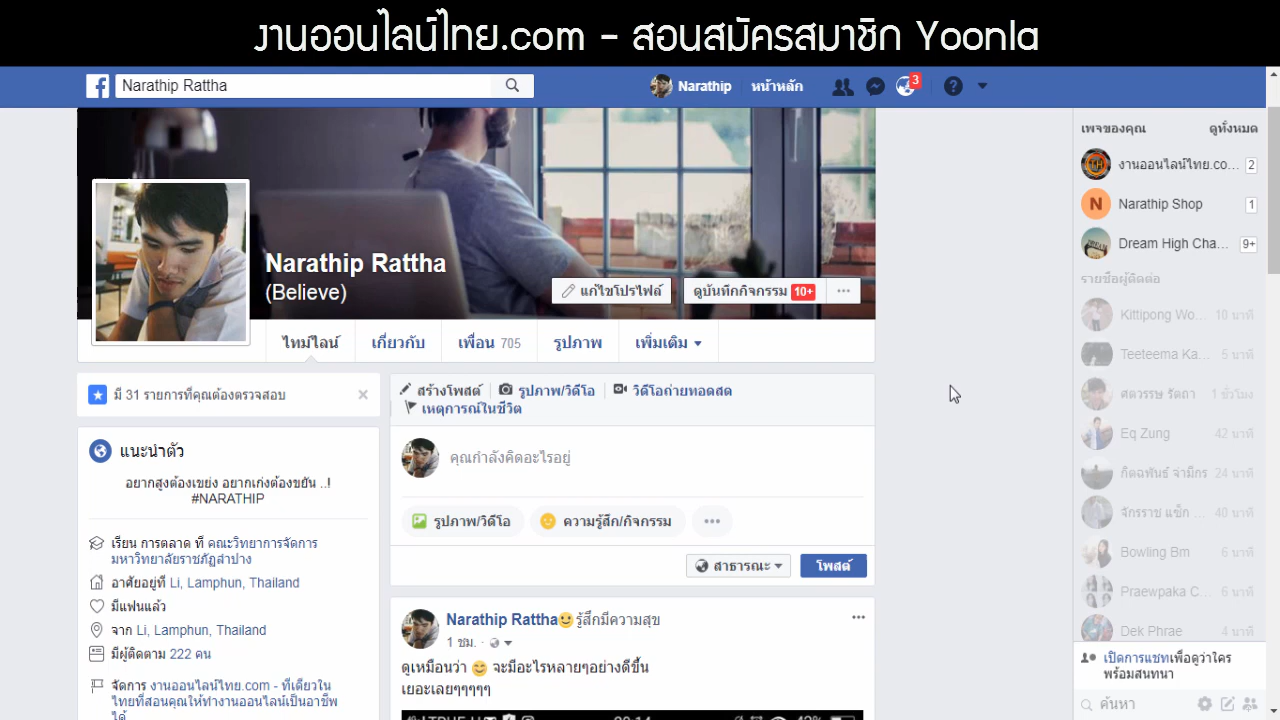 งานออนไลน์ไทย.com - สอนสมัครสมาชิก Yoonla
Narathip Rattha
Narathip
หน้าหลัก
3
Narathip Rattha
(Believe)
แก้ไขโปรไฟล์
ดูบันทึกกิจกรรม 10+
ไทม์ไลน์
เกี่ยวกับ
เพื่อน 705
รูปภาพ
เพิ่มเติม
มี 31 รายการที่คุณต้องตรวจสอบ
แนะนำตัว
อยากสูงต้องเขย่ง อยากเก่งต้องขยัน ..!
#NARATHIP
เรียน การตลาด ที่ คณะวิทยาการจัดการ
มหาวิทยาลัยราชภัฏลำปาง
อาศัยอยู่ที่ Li, Lamphun, Thailand
มีแฟนแล้ว
จาก Li, Lamphun, Thailand
มีผู้ติดตาม 222 คน
จัดการ งานออนไลน์ไทย.com - ที่เดียวใน
ไทยที่สอนคุณให้ทำงานออนไลน์เป็นอาชีพ
ได้
สร้างโพสต์
รูปภาพ/วิดีโอ
วิดีโอถ่ายทอดสด
เหตุการณ์ในชีวิต
คุณกำลังคิดอะไรอยู่
รูปภาพ/วิดีโอ
ความรู้สึก/กิจกรรม
สาธารณะ
โพสต์
Narathip Rattha รู้สึกมีความสุข
1 ชม. ·
ดูเหมือนว่า 😊 จะมีอะไรหลายๆอย่างดีขึ้น
เยอะเลยๆๆๆๆ
เพจของคุณ
ดูทั้งหมด
งานออนไลน์ไทย.co... 2
Narathip Shop 1
Dream High Cha... 9+
รายชื่อผู้ติดต่อ
Kittipong Wo... 10 นาที
Teeteema Ka... 5 นาที
สดวรรษ รัตถา 1 ชั่วโมง
Eq Zung 42 นาที
กิตฉพันธ์ จ่ามีกร 24 นาที
จักรราช แซ็ก ... 40 นาที
Bowling Bm 6 นาที
Praewpaka C... 6 นาที
Dek Phrae 4 นาที
เปิดการแชทเพื่อดูว่าใคร
พร้อมสนทนา
ค้นหา